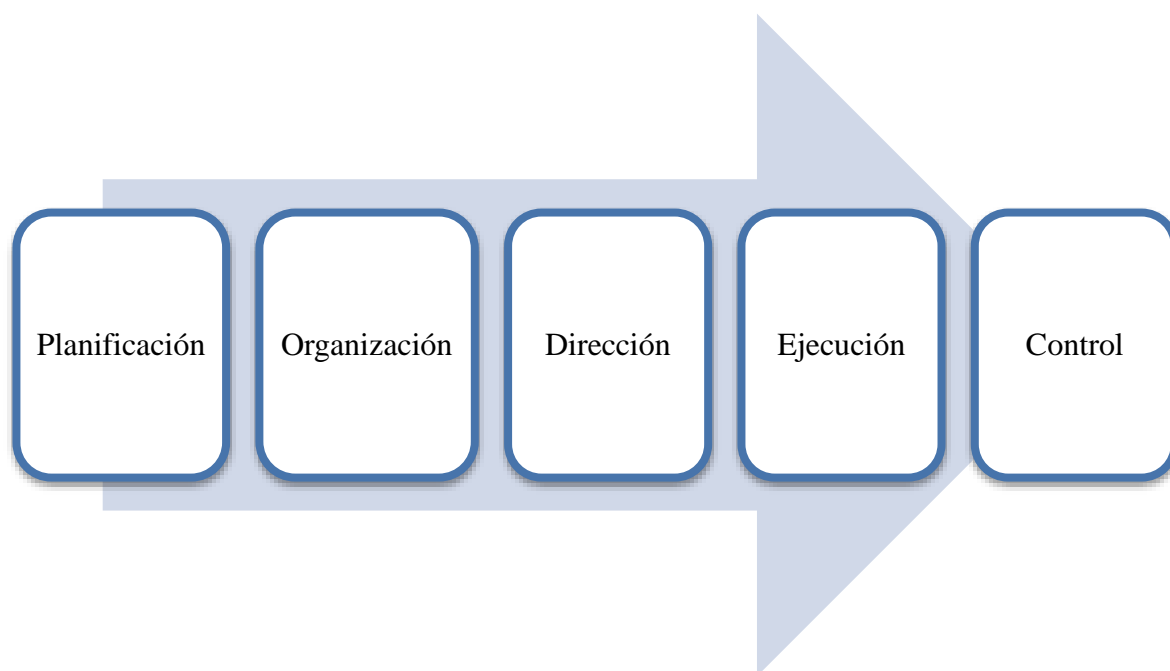 Planificación
Organización
Dirección
Ejecución
Control